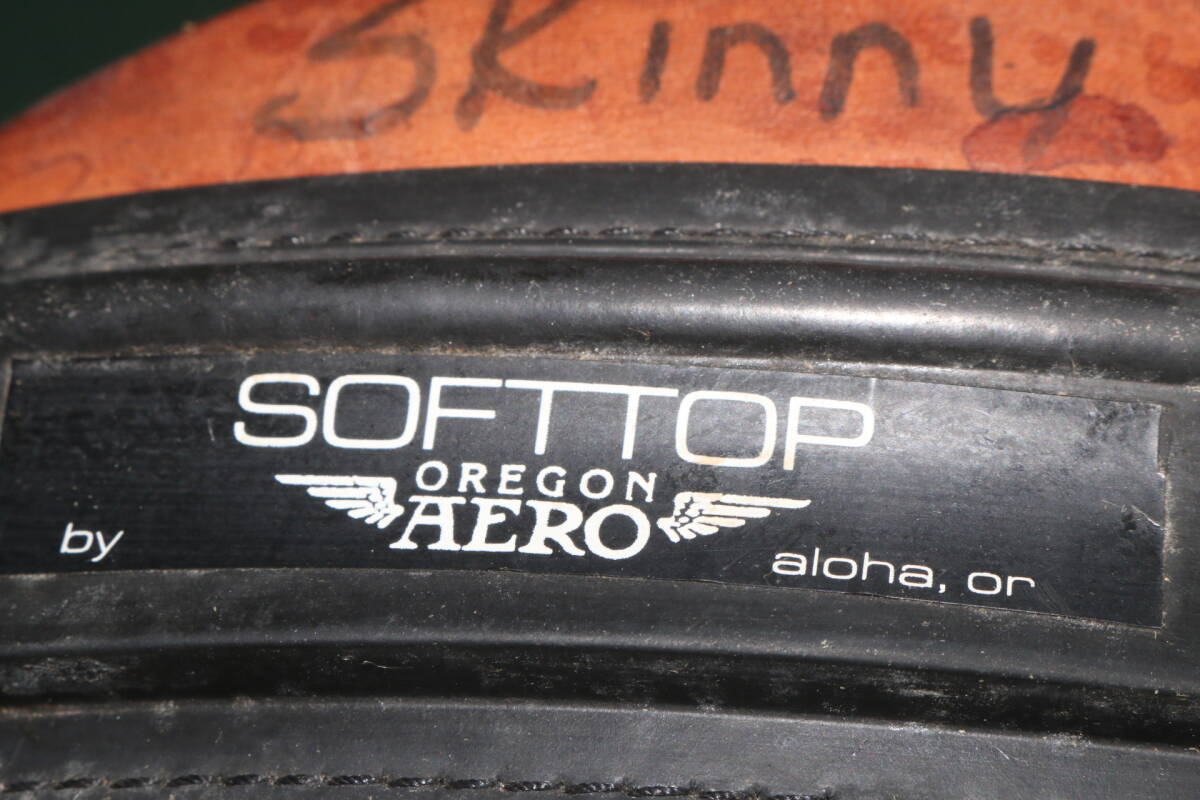 Skinny
SOFTTOP
OREGON
AERO
by
aloha, or